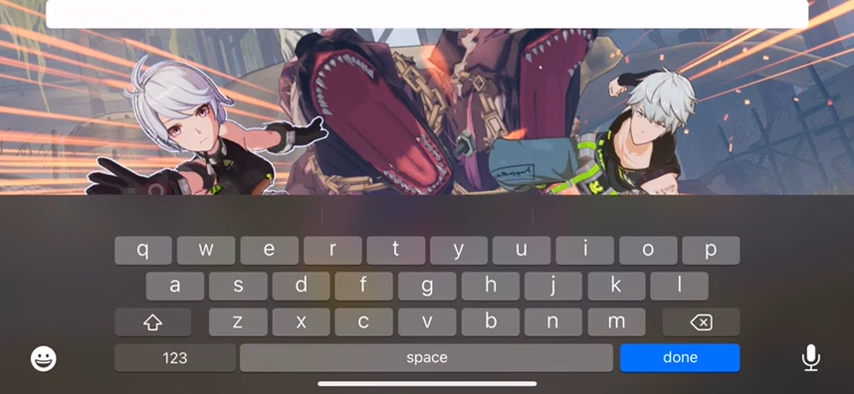 q w e r t y u i o p
a s d f g h j k l
z x c v b n m
123 space done